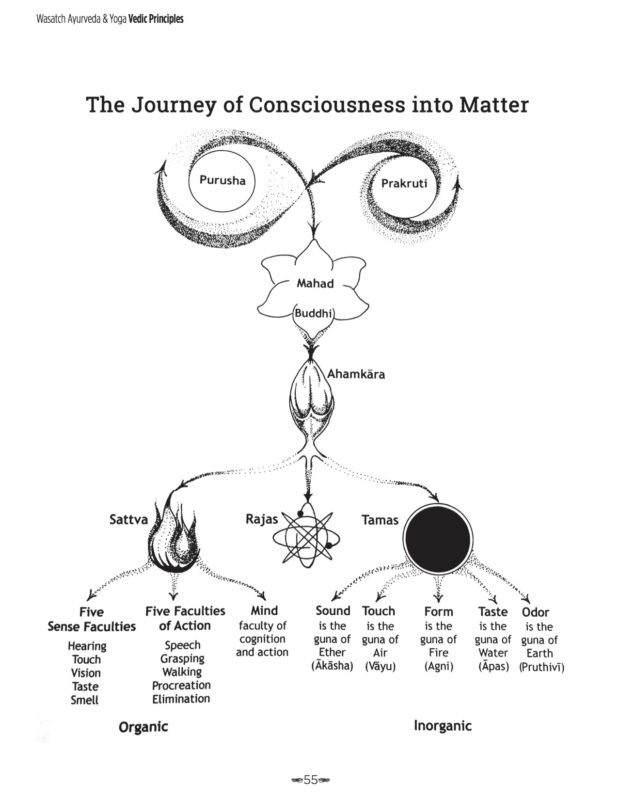 Wasatch Ayurveda & Yoga Vedic Principles
The Journey of Consciousness into Matter
Purusha
Prakruti
Mahad
(Buddhi)
Ahamkāra
Sattva
Rajas
Tamas
Five
Sense Faculties
Hearing
Touch
Vision
Taste
Smell
Five Faculties
of Action
Speech
Grasping
Walking
Procreation
Elimination
Mind
faculty of
cognition
and action
Sound
is the
guna of
Ether
(Ākāsha)
Touch
is the
guna of
Air
(Vāyu)
Form
is the
guna of
Fire
(Agni)
Taste
is the
guna of
Water
(Āpas)
Odor
is the
guna of
Earth
(Pruthivī)
Organic
Inorganic
55